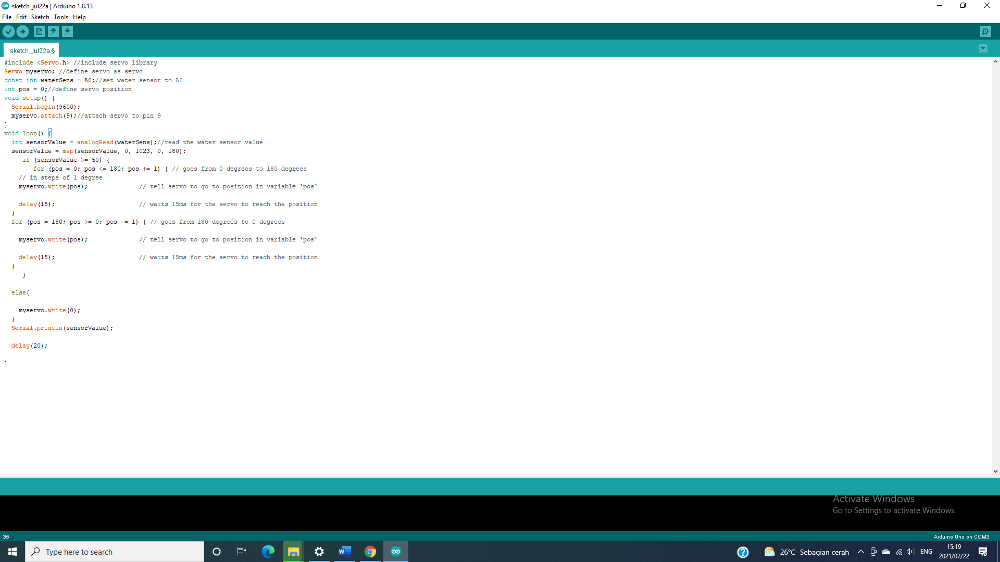 sketch_jul22a | Arduino 1.8.13
File Edit Sketch Tools Help
sketch_jul22a §
#include <Servo.h> //include servo library
Servo myservo; //define servo as servo
const int waterSens = A0;//set water sensor to A0
int pos = 0;//define servo position
void setup() {
  Serial.begin(9600);
  myservo.attach(9);//attach servo to pin 9
}
void loop() {
  int sensorValue = analogRead(waterSens);//read the water sensor value
  sensorValue = map(sensorValue, 0, 1023, 0, 180);
     if (sensorValue >= 50) {
        for (pos = 0; pos <= 180; pos += 1) { // goes from 0 degrees to 180 degrees
    // in steps of 1 degree
    myservo.write(pos);              // tell servo to go to position in variable 'pos'
    delay(15);                       // waits 15ms for the servo to reach the position
  }
  for (pos = 180; pos >= 0; pos -= 1) { // goes from 180 degrees to 0 degrees
    myservo.write(pos);              // tell servo to go to position in variable 'pos'
    delay(15);                       // waits 15ms for the servo to reach the position
  }
     }
  else{
    myservo.write(0);
  }
  Serial.println(sensorValue);
  delay(20);
}
Activate Windows
Go to Settings to activate Windows.
35
Arduino Uno on COM3
Type here to search
26°C Sebagian cerah
ENG
15:19
2021/07/22